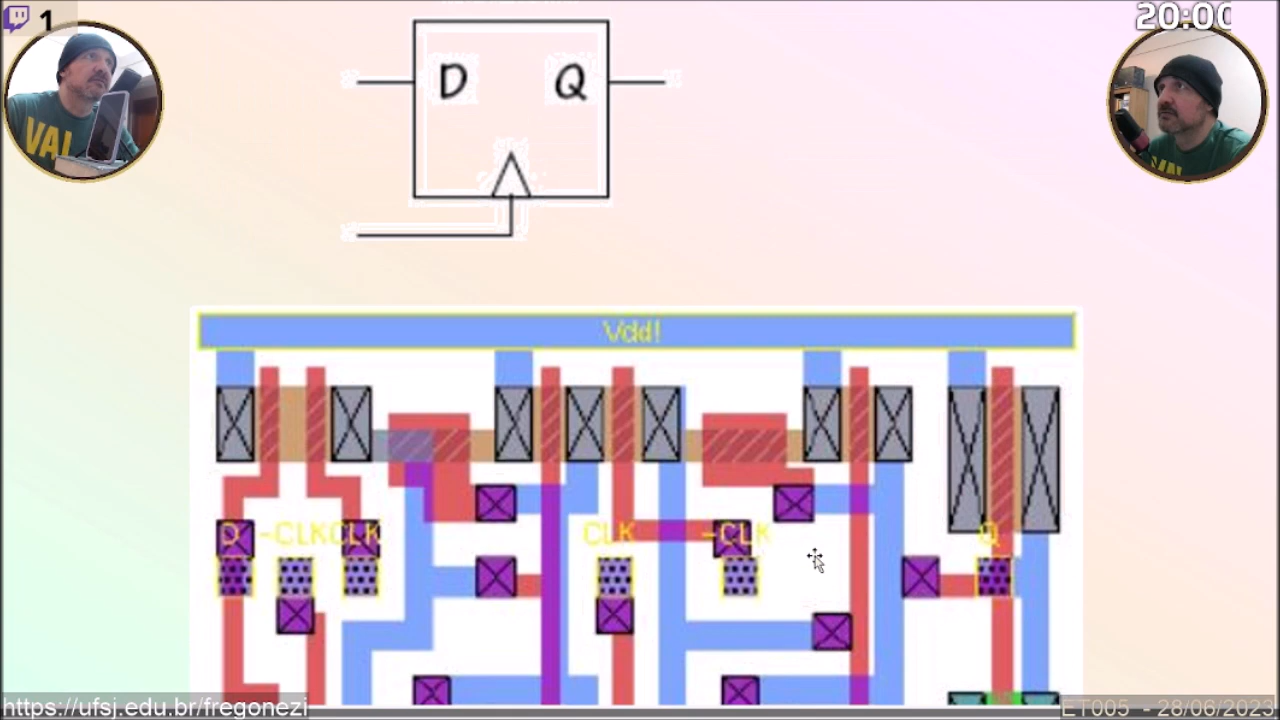 1
20:00
D Q
Vdd!
D -CLK CLK CLK -CLK Q
https://ufsj.edu.br/fregonezi
ET005 - 28/06/2023